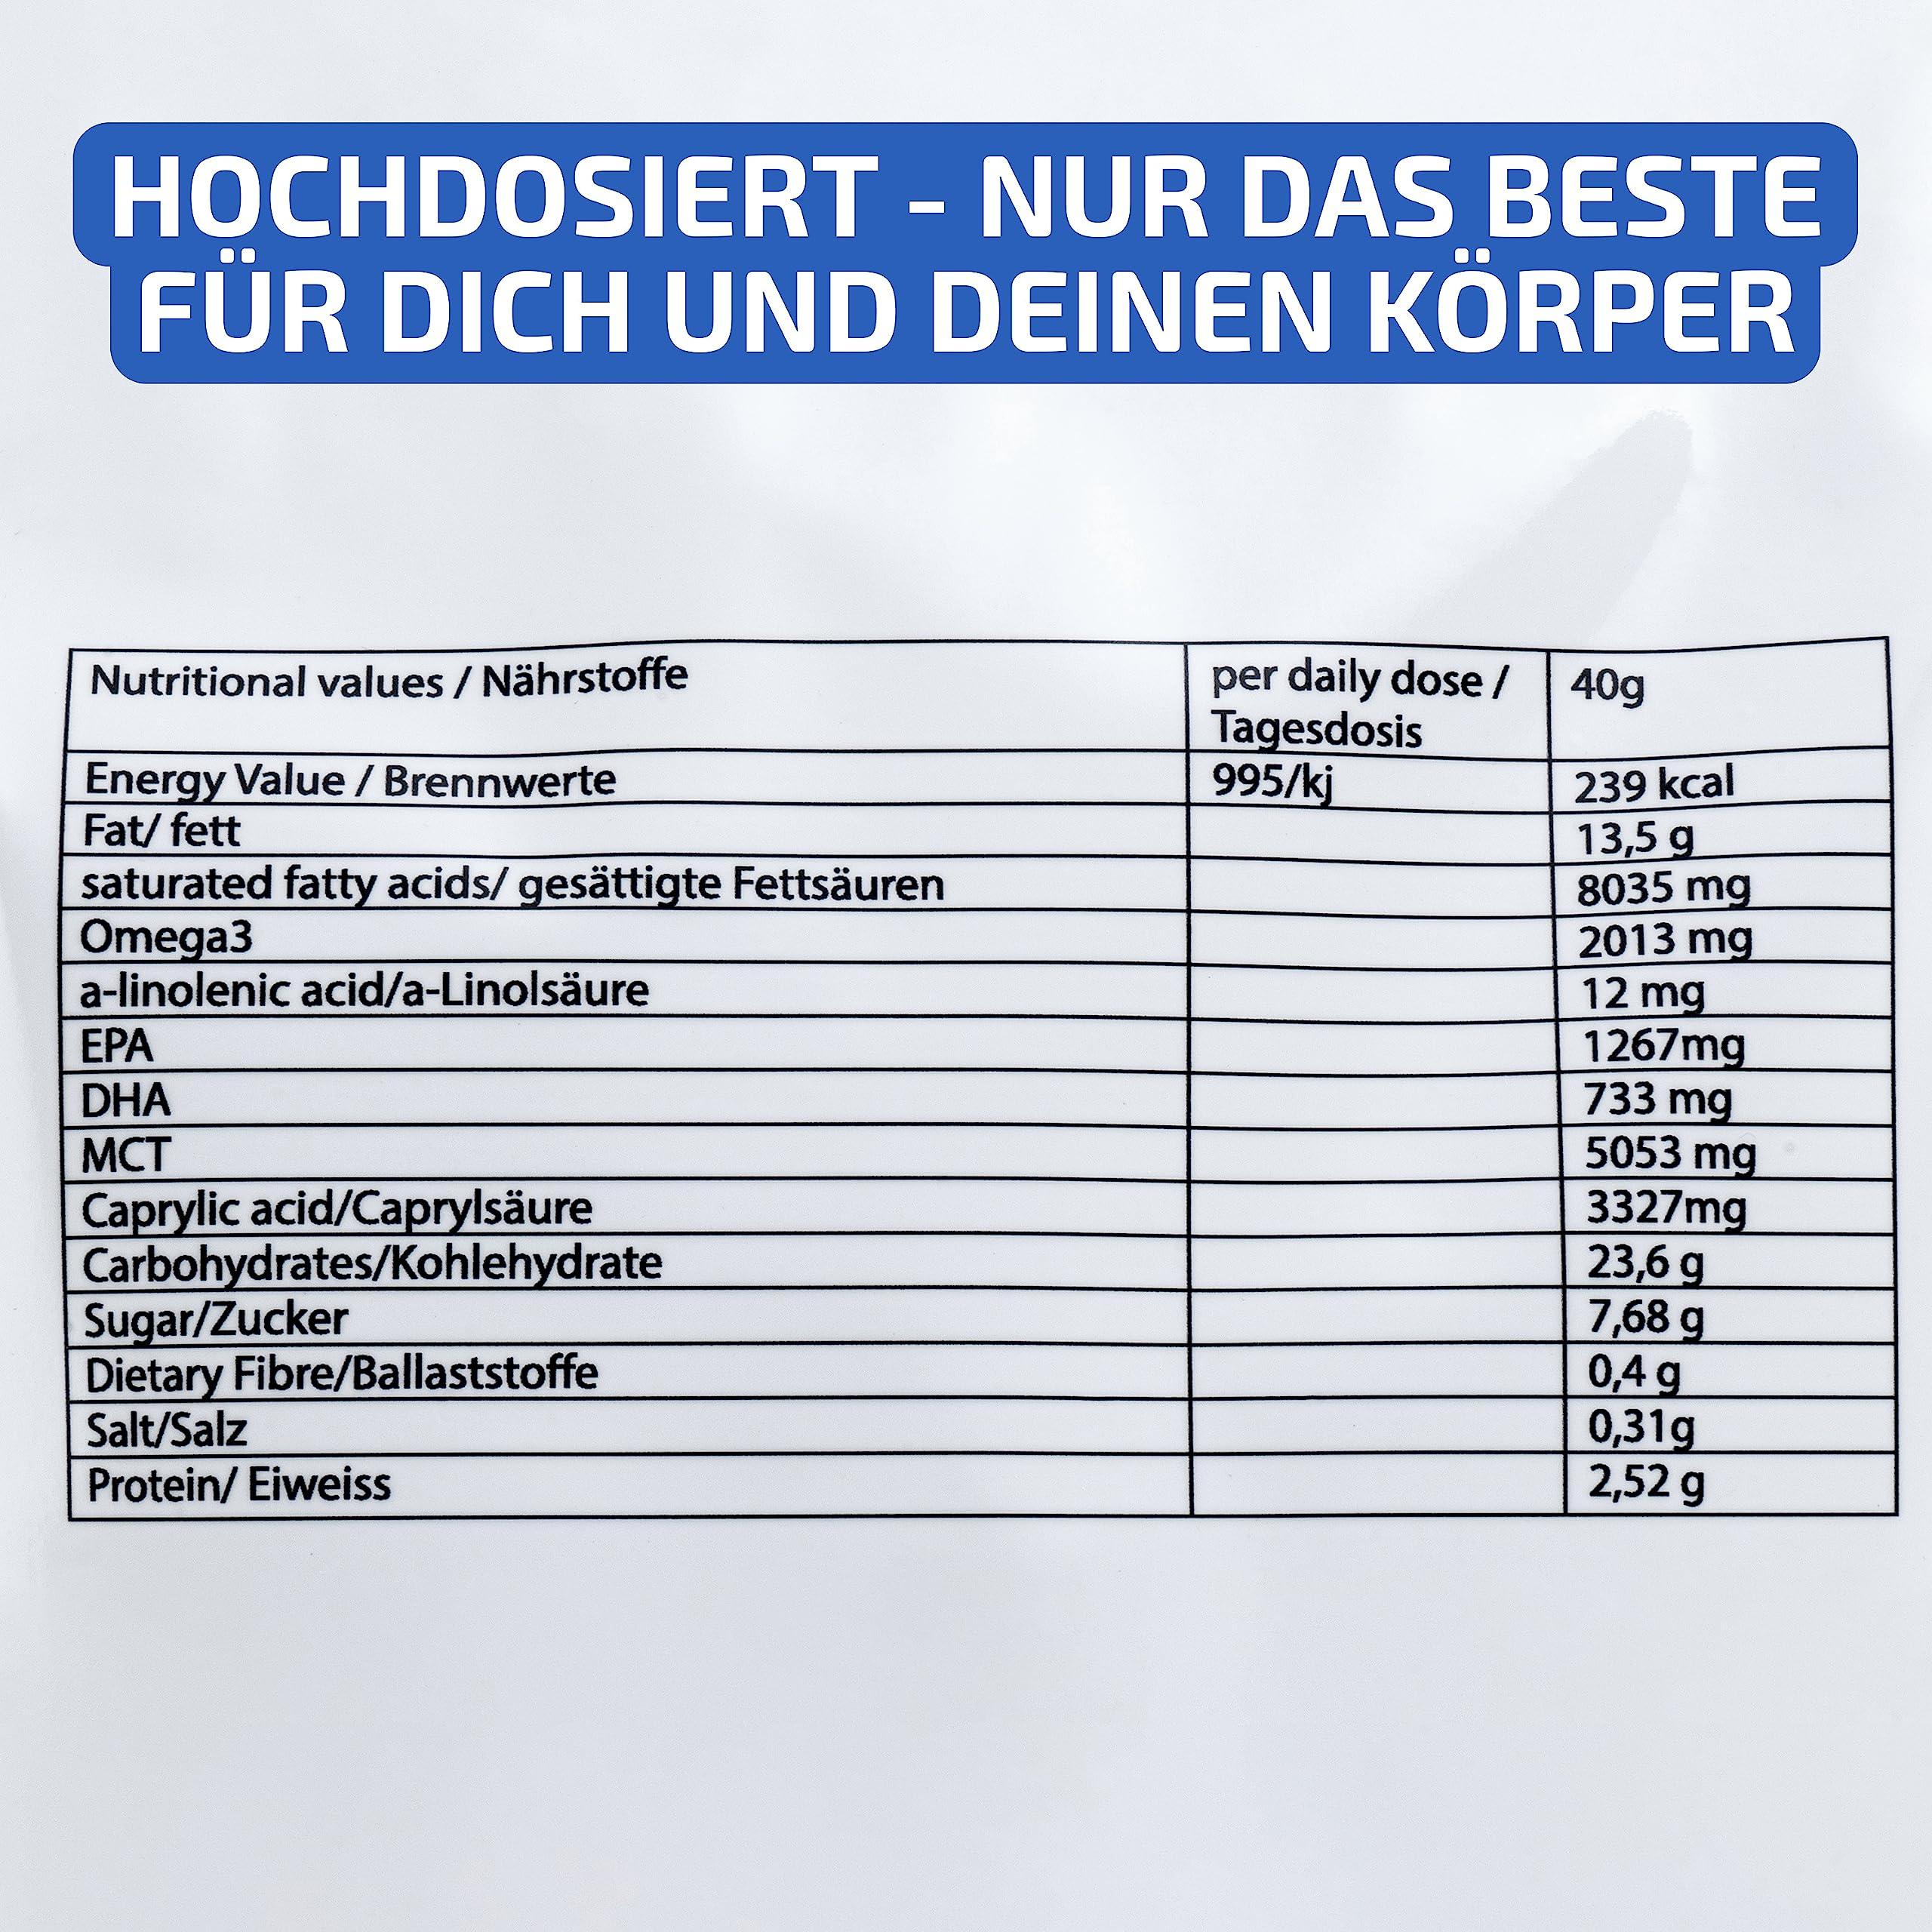 HOCHDOSIERT - NUR DAS BESTE
FÜR DICH UND DEINEN KÖRPER
Nutritional values / Nährstoffe per daily dose / 40g
Tagesdosis
Energy Value / Brennwerte 995/kj 239 kcal
Fat/ fett 13,5 g
saturated fatty acids/ gesättigte Fettsäuren 8035 mg
Omega3 2013 mg
a-linolenic acid/a-Linolsäure 12 mg
EPA 1267mg
DHA 733 mg
MCT 5053 mg
Caprylic acid/Caprylsäure 3327mg
Carbohydrates/Kohlehydrate 23,6 g
Sugar/Zucker 7,68 g
Dietary Fibre/Ballaststoffe 0,4 g
Salt/Salz 0,31g
Protein/ Eiweiss 2,52 g